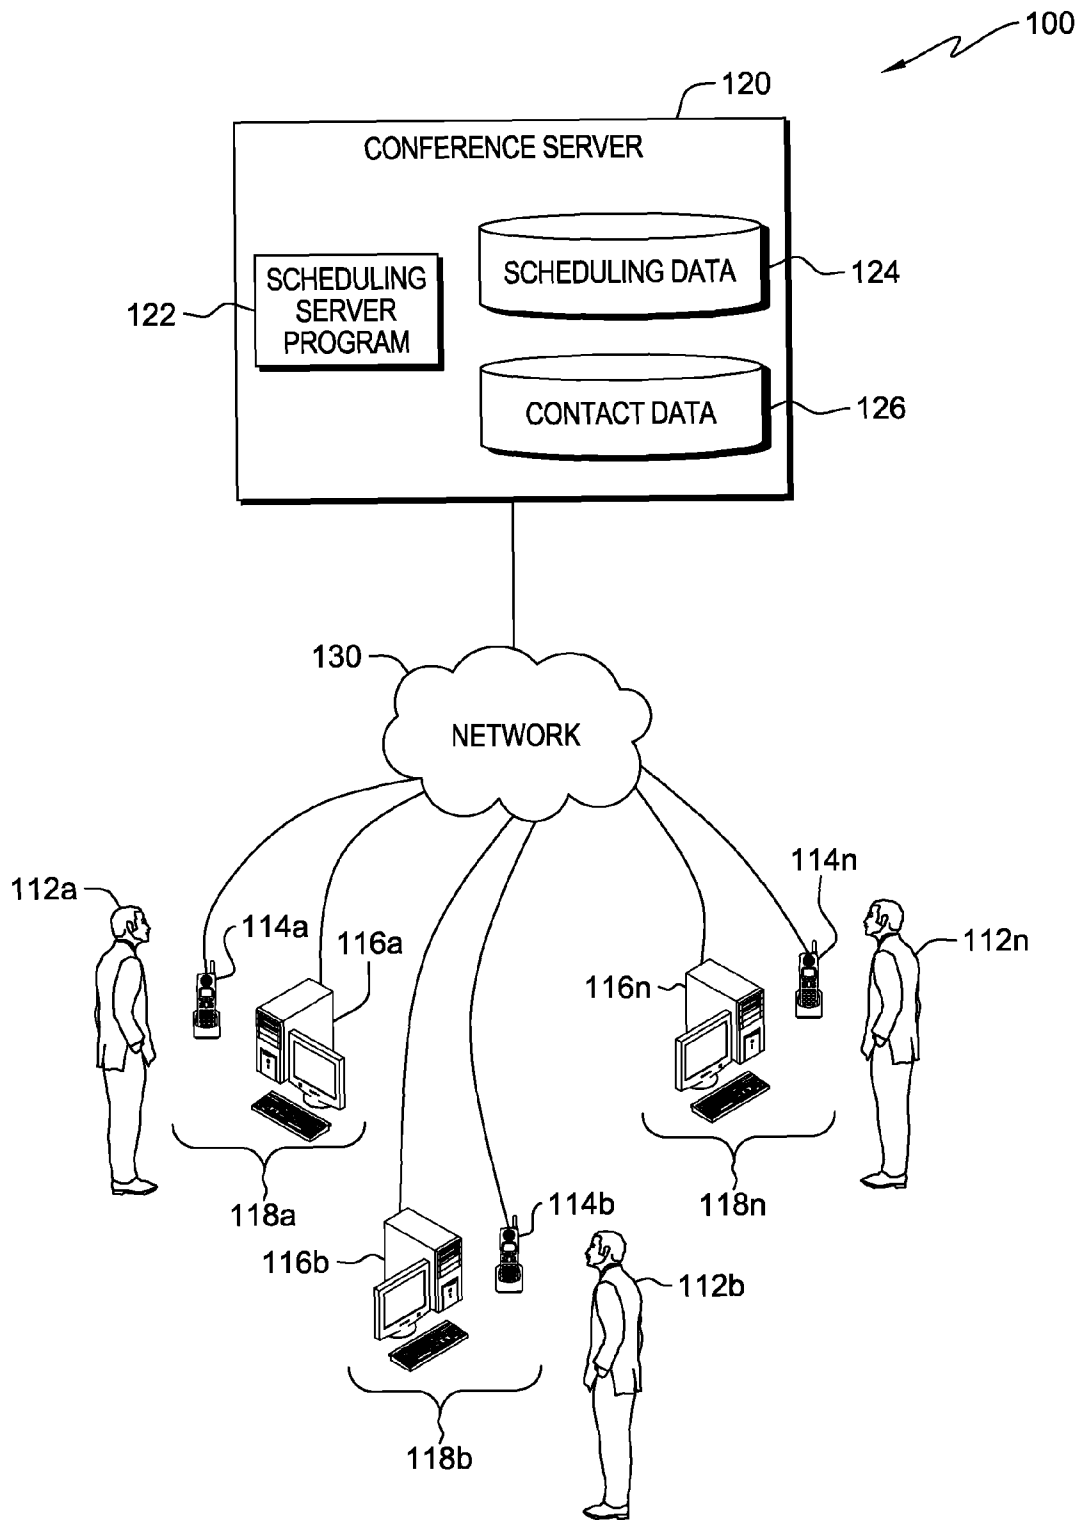 100
120
CONFERENCE SERVER
SCHEDULING DATA
124
SCHEDULING
SERVER
PROGRAM
122
CONTACT DATA
126
130
NETWORK
112a
114a
116a
114n
116n
112n
118a
118n
114b
116b
112b
118b